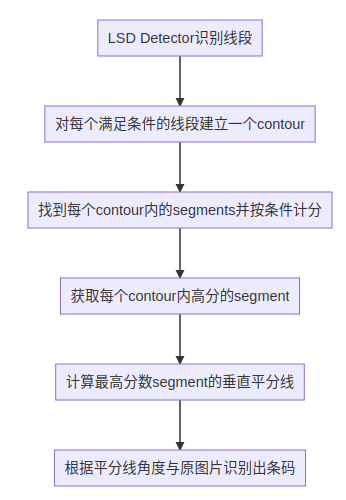 LSD Detector识别线段
对每个满足条件的线段建立一个contour
找到每个contour内的segments并按条件计分
获取每个contour内高分的segment
计算最高分数segment的垂直平分线
根据平分线角度与原图片识别出条码